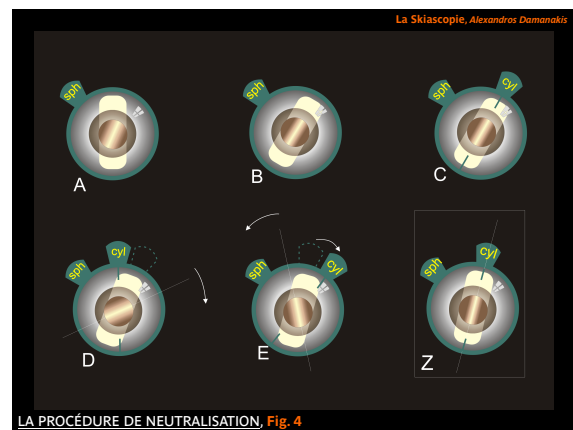 La Skiascopie, Alexandros Damanakis
sph
sph
sph
cyl
A
B
C
sph
cyl
sph
cyl
sph
cyl
D
E
Z
LA PROCÉDURE DE NEUTRALISATION, Fig. 4